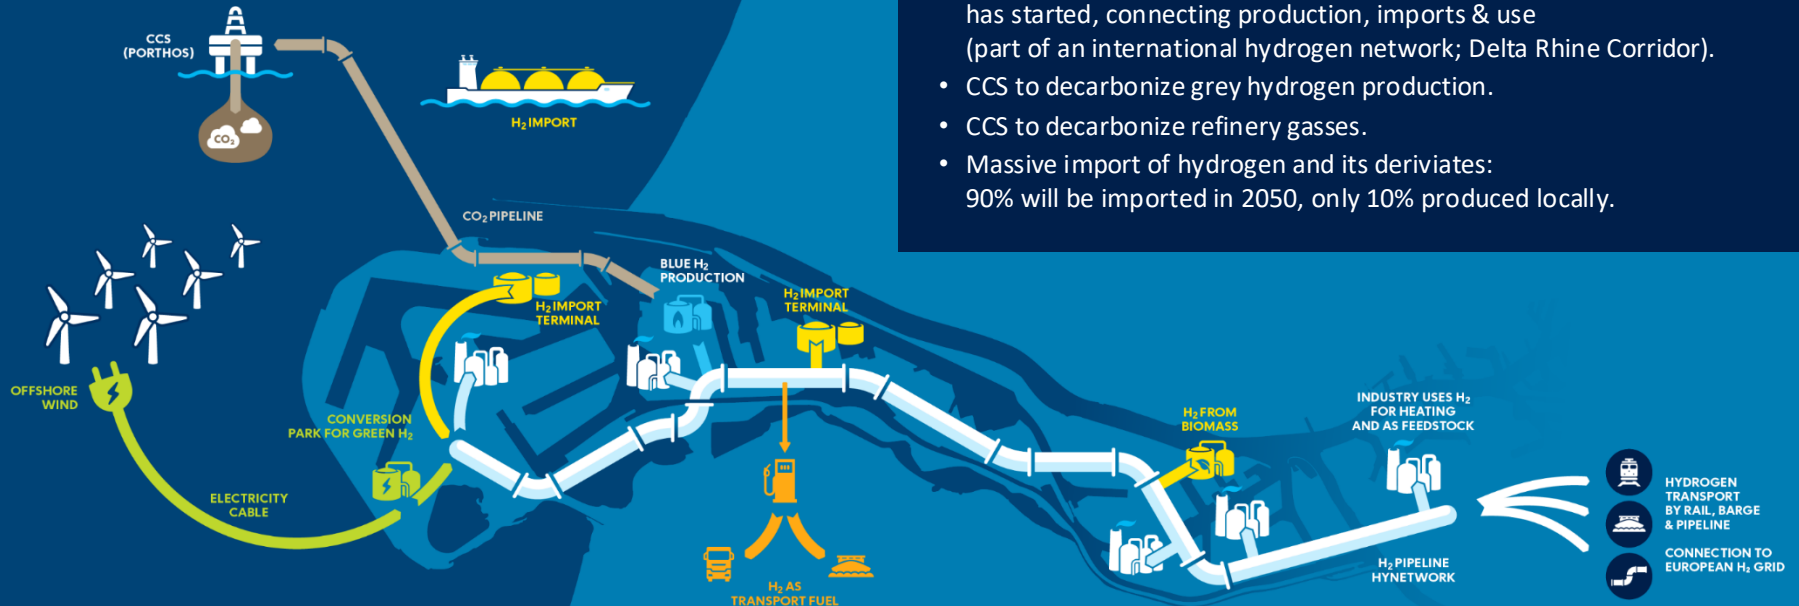 has started, connecting production, imports & use
(part of an international hydrogen network; Delta Rhine Corridor).
• CCS to decarbonize grey hydrogen production.
• CCS to decarbonize refinery gasses.
• Massive import of hydrogen and its deriviates:
90% will be imported in 2050, only 10% produced locally.
CCS
(PORTHOS)
CO₂
H₂ IMPORT
CO₂ PIPELINE
BLUE H₂
PRODUCTION
H₂ IMPORT
TERMINAL
H₂ IMPORT
TERMINAL
OFFSHORE
WIND
CONVERSION
PARK FOR GREEN H₂
ELECTRICITY
CABLE
H₂ FROM
BIOMASS
INDUSTRY USES H₂
FOR HEATING
AND AS FEEDSTOCK
H₂ AS
TRANSPORT FUEL
H₂ PIPELINE
HYNETWORK
HYDROGEN
TRANSPORT
BY RAIL, BARGE
& PIPELINE
CONNECTION TO
EUROPEAN H₂ GRID